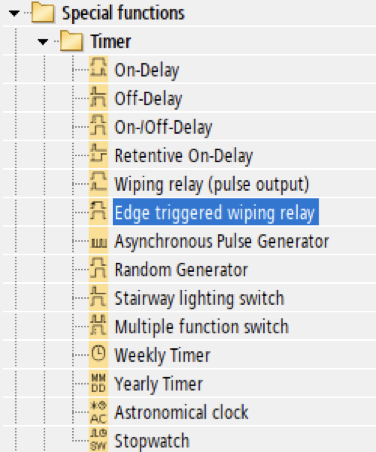 Special functions
Timer
On-Delay
Off-Delay
On-/Off-Delay
Retentive On-Delay
Wiping relay (pulse output)
Edge triggered wiping relay
Asynchronous Pulse Generator
Random Generator
Stairway lighting switch
Multiple function switch
Weekly Timer
MM
DD
Yearly Timer
AC
Astronomical clock
SW
Stopwatch